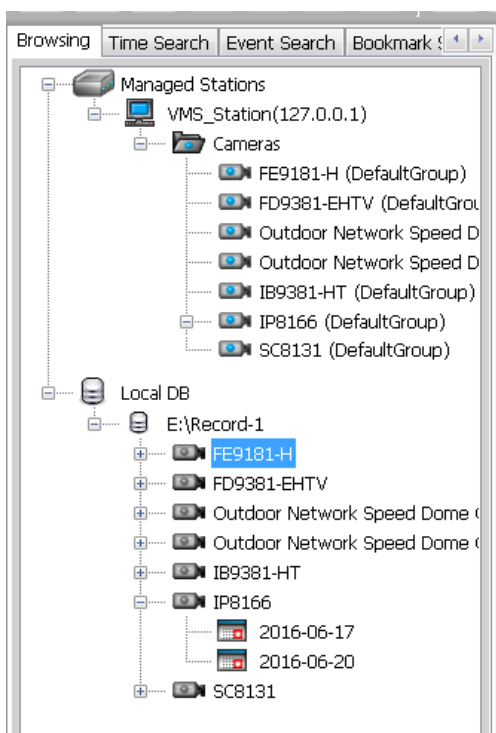 Browsing Time Search Event Search Bookmark
Managed Stations
VMS_Station(127.0.0.1)
Cameras
FE9181-H (DefaultGroup)
FD9381-EHTV (DefaultGrou
Outdoor Network Speed D
Outdoor Network Speed D
IB9381-HT (DefaultGroup)
IP8166 (DefaultGroup)
SC8131 (DefaultGroup)
Local DB
E:\Record-1
FE9181-H
FD9381-EHTV
Outdoor Network Speed Dome
Outdoor Network Speed Dome
IB9381-HT
IP8166
2016-06-17
2016-06-20
SC8131